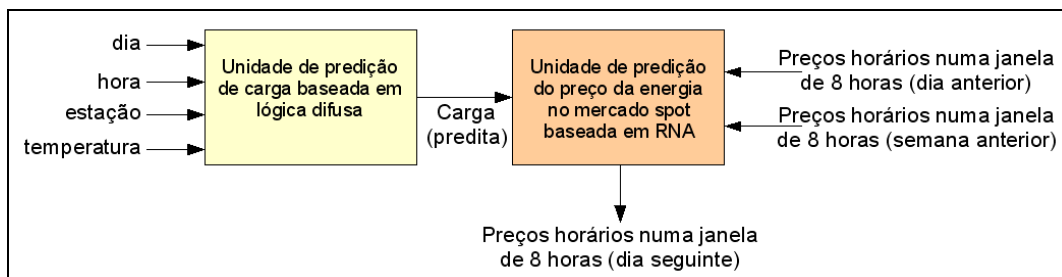 dia
hora
estação
temperatura
Unidade de predição
de carga baseada em
lógica difusa
Carga
(predita)
Unidade de predição
do preço da energia
no mercado spot
baseada em RNA
Preços horários numa janela
de 8 horas (dia anterior)
Preços horários numa janela
de 8 horas (semana anterior)
Preços horários numa janela
de 8 horas (dia seguinte)